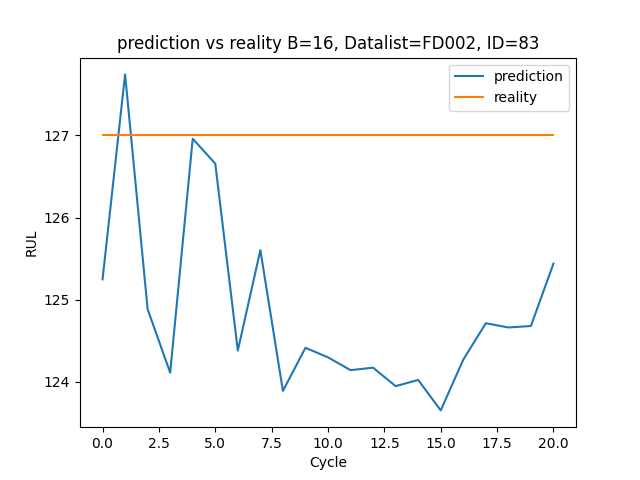 prediction vs reality B=16, Datalist=FD002, ID=83
prediction
reality
127
126
125
124
RUL
0.0 2.5 5.0 7.5 10.0 12.5 15.0 17.5 20.0
Cycle